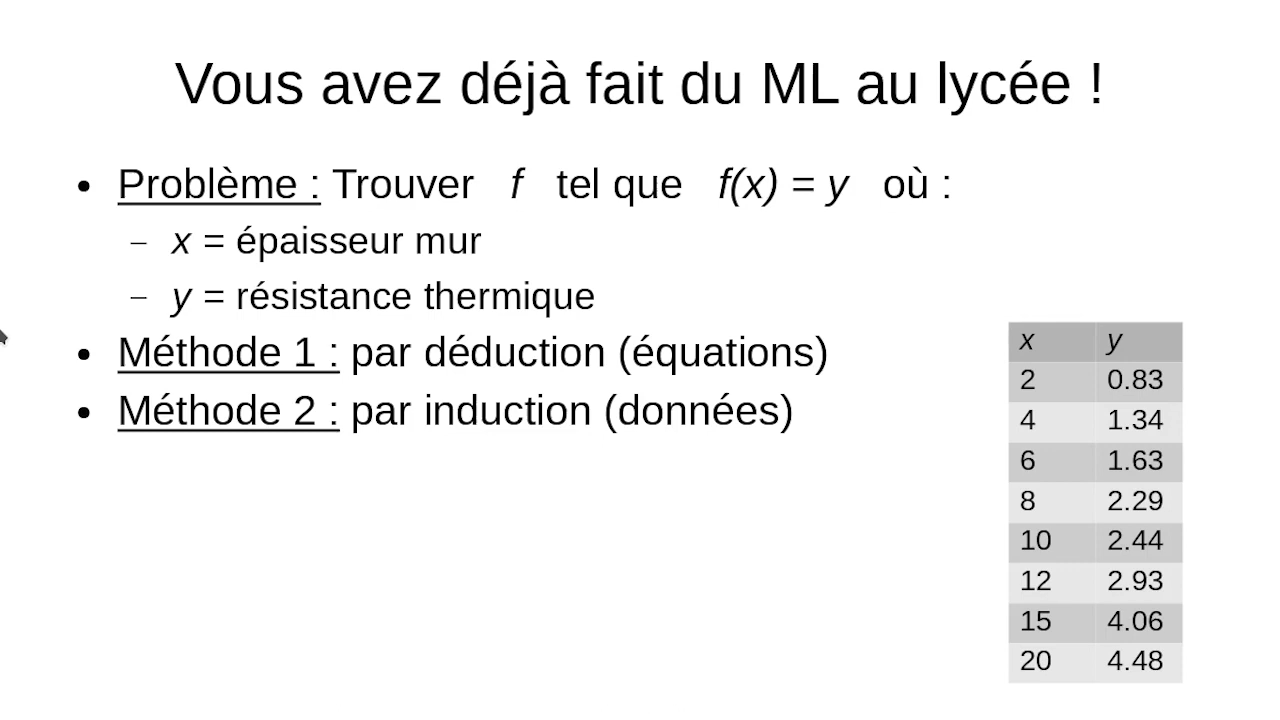 Vous avez déjà fait du ML au lycée !
• Problème : Trouver f tel que f(x) = y où :
– x = épaisseur mur
– y = résistance thermique
• Méthode 1 : par déduction (équations)
• Méthode 2 : par induction (données)
x y
2 0.83
4 1.34
6 1.63
8 2.29
10 2.44
12 2.93
15 4.06
20 4.48